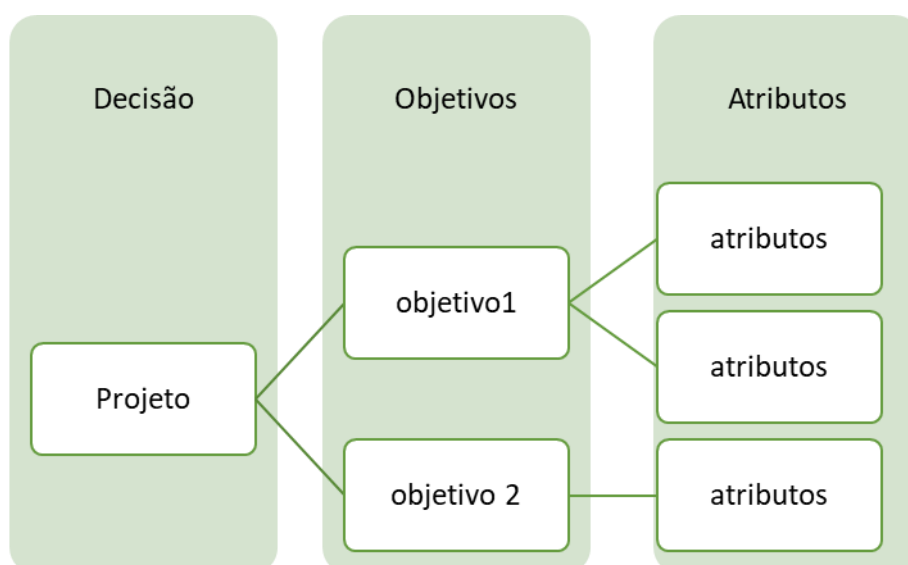 Decisão
Objetivos
Atributos
Projeto
objetivo1
objetivo 2
atributos
atributos
atributos